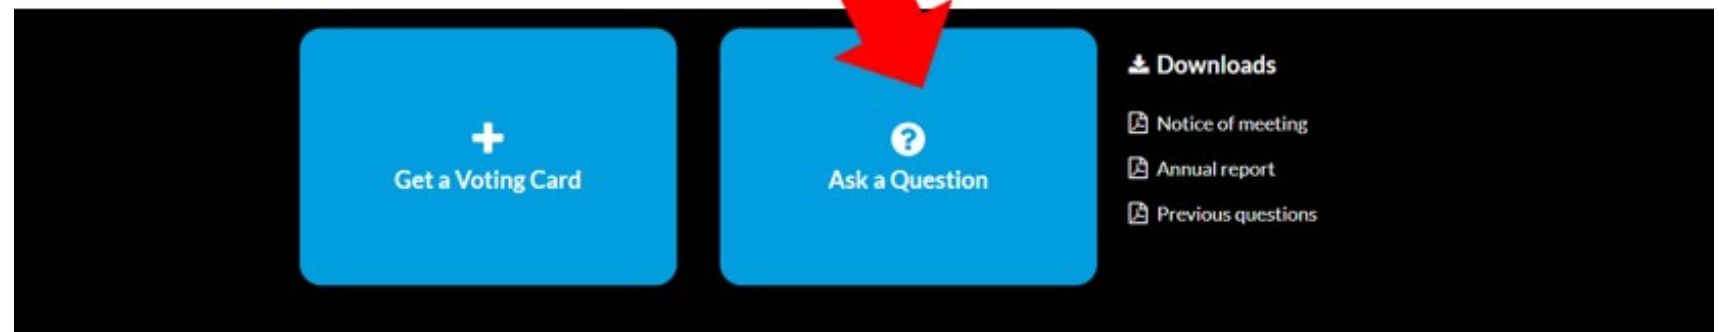 Get a Voting Card
Ask a Question
Downloads
Notice of meeting
Annual report
Previous questions